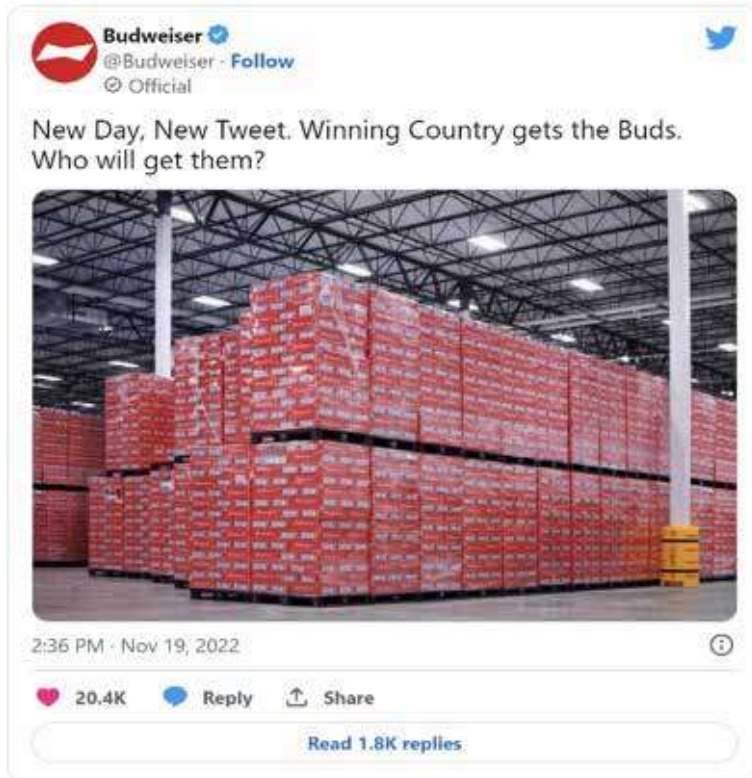 Budweiser
@Budweiser · Follow
Official
New Day, New Tweet. Winning Country gets the Buds.
Who will get them?
2:36 PM · Nov 19, 2022
20.4K Reply Share
Read 1.8K replies